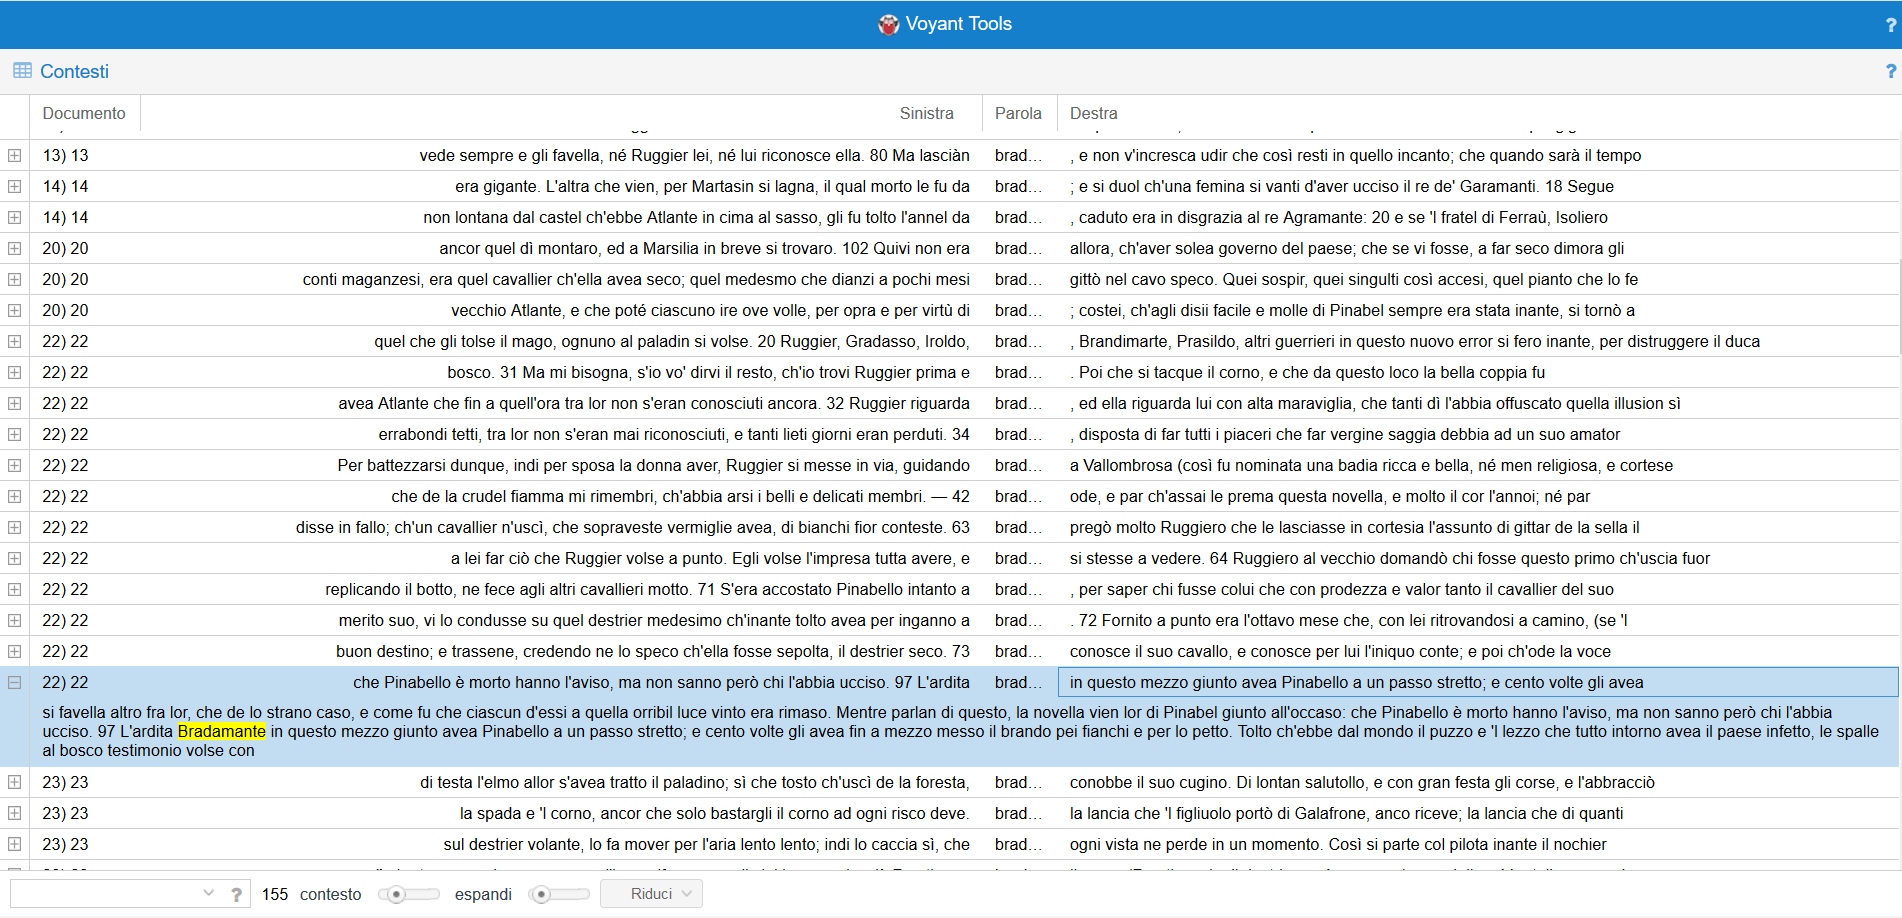 Voyant Tools
?
Contesti
?
Documento Sinistra Parola Destra
13) 13 vede sempre e gli favella, né Ruggier lei, né lui riconosce ella. 80 Ma lasciàn brad... , e non v'incresca udir che così resti in quello incanto; che quando sarà il tempo
14) 14 era gigante. L'altra che vien, per Martasin si lagna, il qual morto le fu da brad... ; e si duol ch'una femina si vanti d'aver ucciso il re de' Garamanti. 18 Segue
14) 14 non lontana dal castel ch'ebbe Atlante in cima al sasso, gli fu tolto l'annel da brad... , caduto era in disgrazia al re Agramante: 20 e se 'l fratel di Ferraù, Isoliero
20) 20 ancor quel dì montaro, ed a Marsilia in breve si trovaro. 102 Quivi non era brad... allora, ch'aver solea governo del paese; che se vi fosse, a far seco dimora gli
20) 20 conti maganzesi, era quel cavallier ch'ella avea seco; quel medesmo che dianzi a pochi mesi brad... gittò nel cavo speco. Quei sospir, quei singulti così accesi, quel pianto che lo fe
20) 20 vecchio Atlante, e che poté ciascuno ire ove volle, per opra e per virtù di brad... ; costei, ch'agli disii facile e molle di Pinabel sempre era stata inante, si tornò a
22) 22 quel che gli tolse il mago, ognuno al paladin si volse. 20 Ruggier, Gradasso, Iroldo, brad... , Brandimarte, Prasildo, altri guerrieri in questo nuovo error si fero inante, per distruggere il duca
22) 22 bosco. 31 Ma mi bisogna, s'io vo' dirvi il resto, ch'io trovi Ruggier prima e brad... . Poi che si tacque il corno, e che da questo loco la bella coppia fu
22) 22 avea Atlante che fin a quell'ora tra lor non s'eran conosciuti ancora. 32 Ruggier riguarda brad... , ed ella riguarda lui con alta maraviglia, che tanti dì l'abbia offuscato quella illusion sì
22) 22 errabondi tetti, tra lor non s'eran mai riconosciuti, e tanti lieti giorni eran perduti. 34 brad... , disposta di far tutti i piaceri che far vergine saggia debbia ad un suo amator
22) 22 Per battezzarsi dunque, indi per sposa la donna aver, Ruggier si messe in via, guidando brad... a Vallombrosa (così fu nominata una badia ricca e bella, né men religiosa, e cortese
22) 22 che de la crudel fiamma mi rimembri, ch'abbia arsi i belli e delicati membri. — 42 brad... ode, e par ch'assai le prema questa novella, e molto il cor l'annoi; né par
22) 22 disse in fallo; ch'un cavallier n'uscì, che sopraveste vermiglie avea, di bianchi fior conteste. 63 brad... pregò molto Ruggiero che le lasciasse in cortesia l'assunto di gittar de la sella il
22) 22 a lei far ciò che Ruggier volse a punto. Egli volse l'impresa tutta avere, e brad... si stesse a vedere. 64 Ruggiero al vecchio domandò chi fosse questo primo ch'uscia fuor
22) 22 replicando il botto, ne fece agli altri cavallieri motto. 71 S'era accostato Pinabello intanto a brad... , per saper chi fusse colui che con prodezza e valor tanto il cavallier del suo
22) 22 merito suo, vi lo condusse su quel destrier medesimo ch'inante tolto avea per inganno a brad... . 72 Fornito a punto era l'ottavo mese che, con lei ritrovandosi a camino, (se 'l
22) 22 buon destino; e trassene, credendo ne lo speco ch'ella fosse sepolta, il destrier seco. 73 brad... conosce il suo cavallo, e conosce per lui l'iniquo conte; e poi ch'ode la voce
22) 22 che Pinabello è morto hanno l'aviso, ma non sanno però chi l'abbia ucciso. 97 L'ardita brad... in questo mezzo giunto avea Pinabello a un passo stretto; e cento volte gli avea
si favella altro fra lor, che de lo strano caso, e come fu che ciascun d'essi a quella orribil luce vinto era rimaso. Mentre parlan di questo, la novella vien lor di Pinabel giunto all'occaso: che Pinabello è morto hanno l'aviso, ma non sanno però chi l'abbia
ucciso. 97 L'ardita Bradamante in questo mezzo giunto avea Pinabello a un passo stretto; e cento volte gli avea fin a mezzo messo il brando pei fianchi e per lo petto. Tolto ch'ebbe dal mondo il puzzo e 'l lezzo che tutto intorno avea il paese infetto, le spalle
al bosco testimonio volse con
23) 23 di testa l'elmo allor s'avea tratto il paladino; sì che tosto ch'uscì de la foresta, brad... conobbe il suo cugino. Di lontan salutollo, e con gran festa gli corse, e l'abbracciò
23) 23 la spada e 'l corno, ancor che solo bastargli il corno ad ogni risco deve. brad... la lancia che 'l figliuolo portò di Galafrone, anco riceve; la lancia che di quanti
23) 23 sul destrier volante, lo fa mover per l'aria lento lento; indi lo caccia sì, che brad... ogni vista ne perde in un momento. Così si parte col pilota inante il nochier
? 155 contesto espandi Riduci